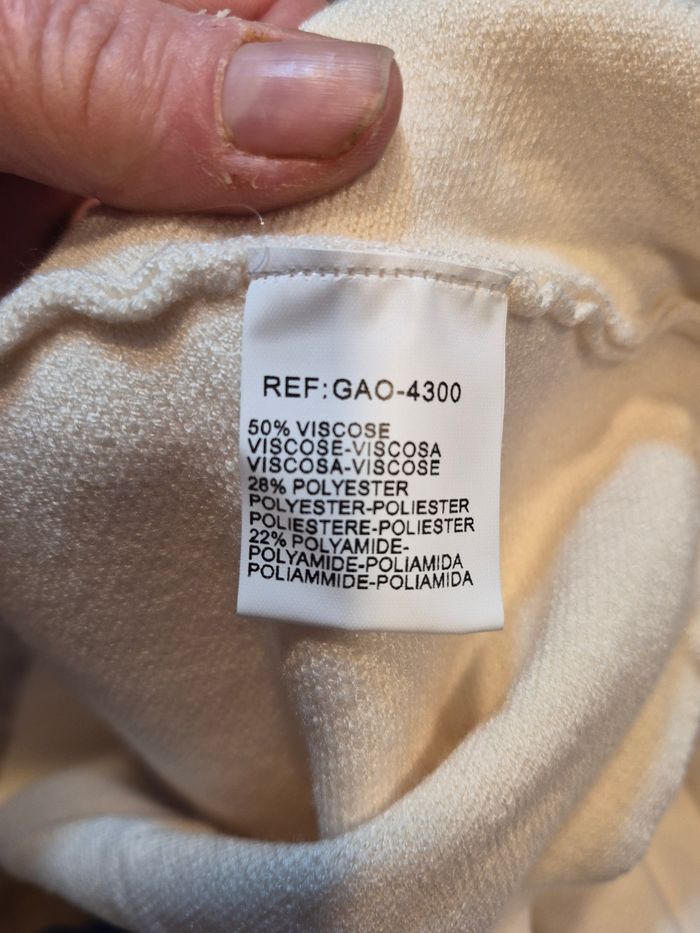 REF:GAO-4300
50% VISCOSE
VISCOSE-VISCOSA
VISCOSA-VISCOSE
28% POLYESTER
POLYESTER-POLIESTER
POLIESTERE-POLIESTER
22% POLYAMIDE-
POLYAMIDE-POLIAMIDA
POLIAMMIDE-POLIAMIDA